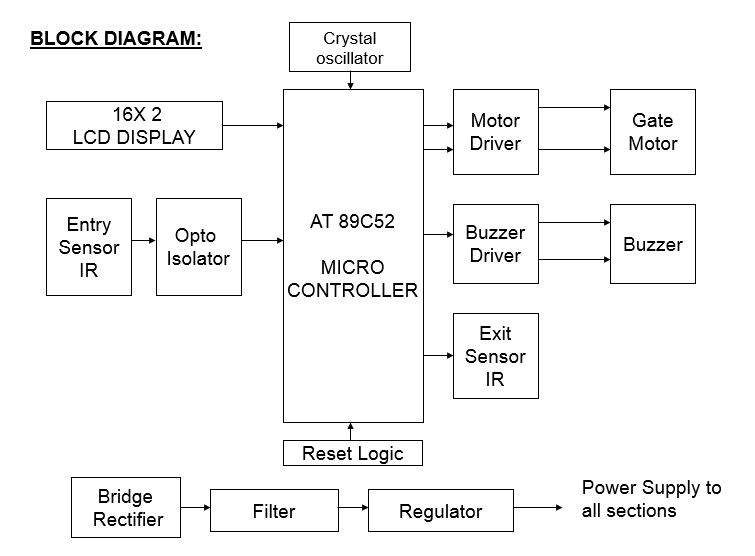 BLOCK DIAGRAM:
Crystal
oscillator
16X 2
LCD DISPLAY
Motor
Driver
Gate
Motor
Entry
Sensor
IR
Opto
Isolator
AT 89C52
MICRO
CONTROLLER
Buzzer
Driver
Buzzer
Exit
Sensor
IR
Reset Logic
Bridge
Rectifier
Filter
Regulator
Power Supply to
all sections